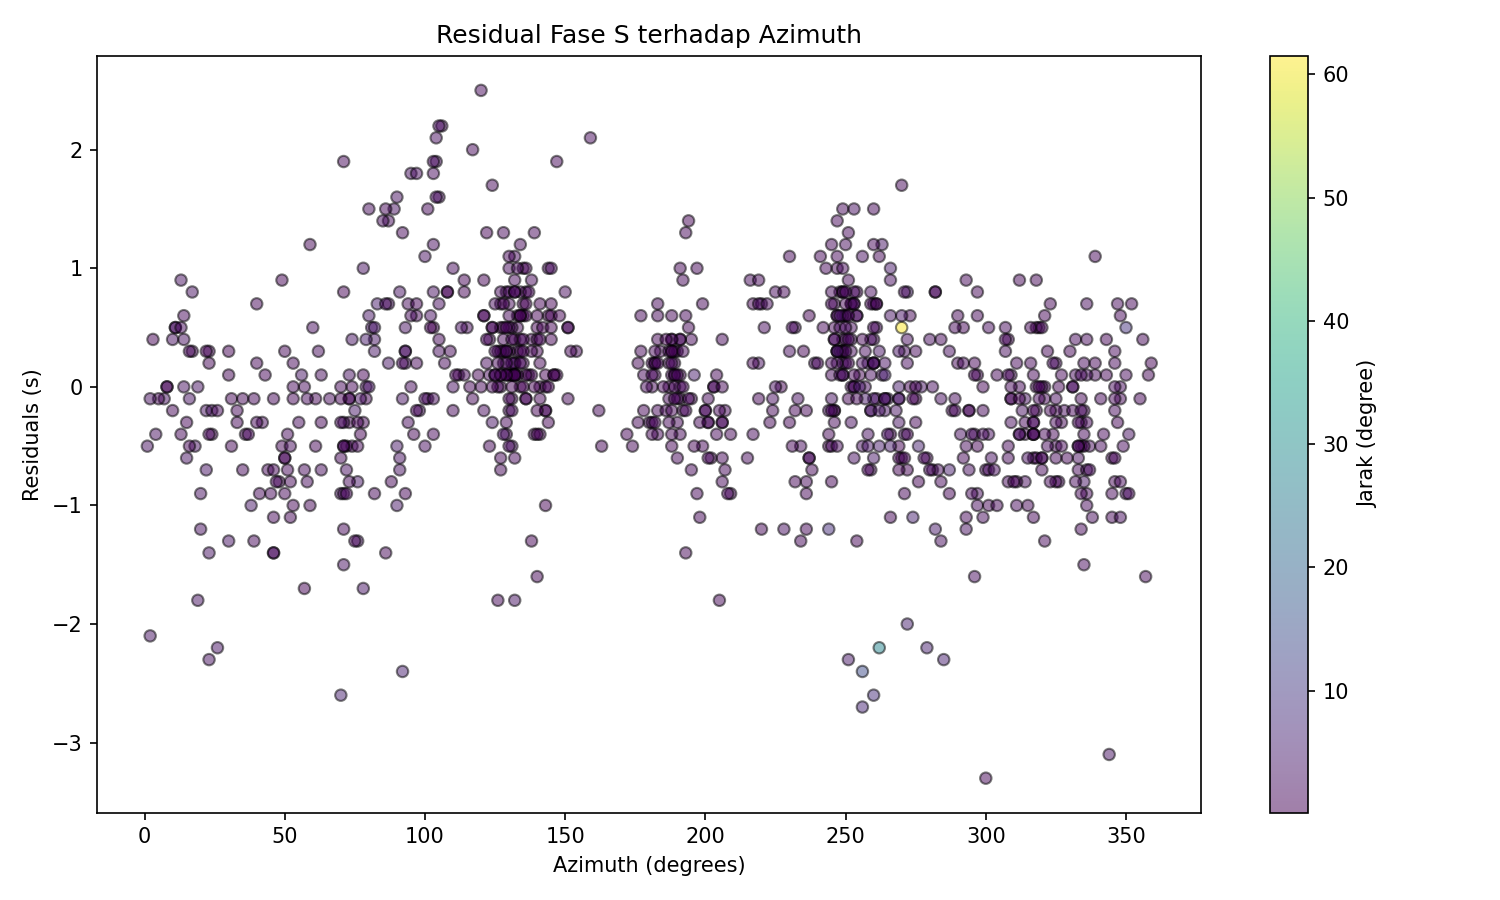 Residual Fase S terhadap Azimuth
Residuals (s)
2
1
0
−1
−2
−3
0 50 100 150 200 250 300 350
Azimuth (degrees)
60
50
40
30
20
10
Jarak (degree)